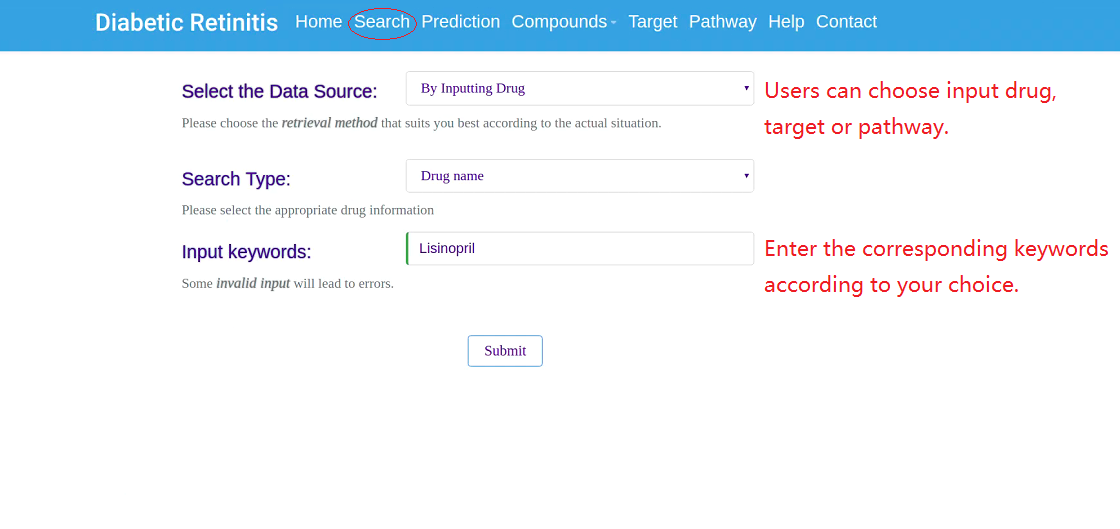 Diabetic Retinitis Home Search Prediction Compounds Target Pathway Help Contact
Select the Data Source: By Inputting Drug
Please choose the retrieval method that suits you best according to the actual situation.
Users can choose input drug,
target or pathway.
Search Type: Drug name
Please select the appropriate drug information
Input keywords: Lisinopril
Some invalid input will lead to errors.
Enter the corresponding keywords
according to your choice.
Submit